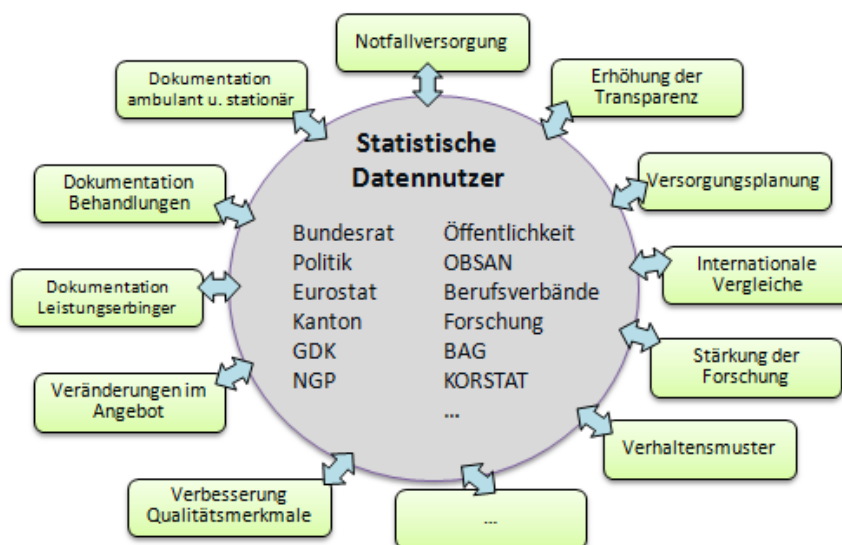 Notfallversorgung
Dokumentation
ambulant u. stationär
Erhöhung der
Transparenz
Statistische
Datennutzer
Dokumentation
Behandlungen
Versorgungsplanung
Bundesrat Öffentlichkeit
Politik OBSAN
Eurostat Berufsverbände
Kanton Forschung
GDK BAG
NGP KORSTAT
...
Internationale
Vergleiche
Dokumentation
Leistungserbinger
Stärkung der
Forschung
Veränderungen im
Angebot
Verhaltensmuster
Verbesserung
Qualitätsmerkmale
...